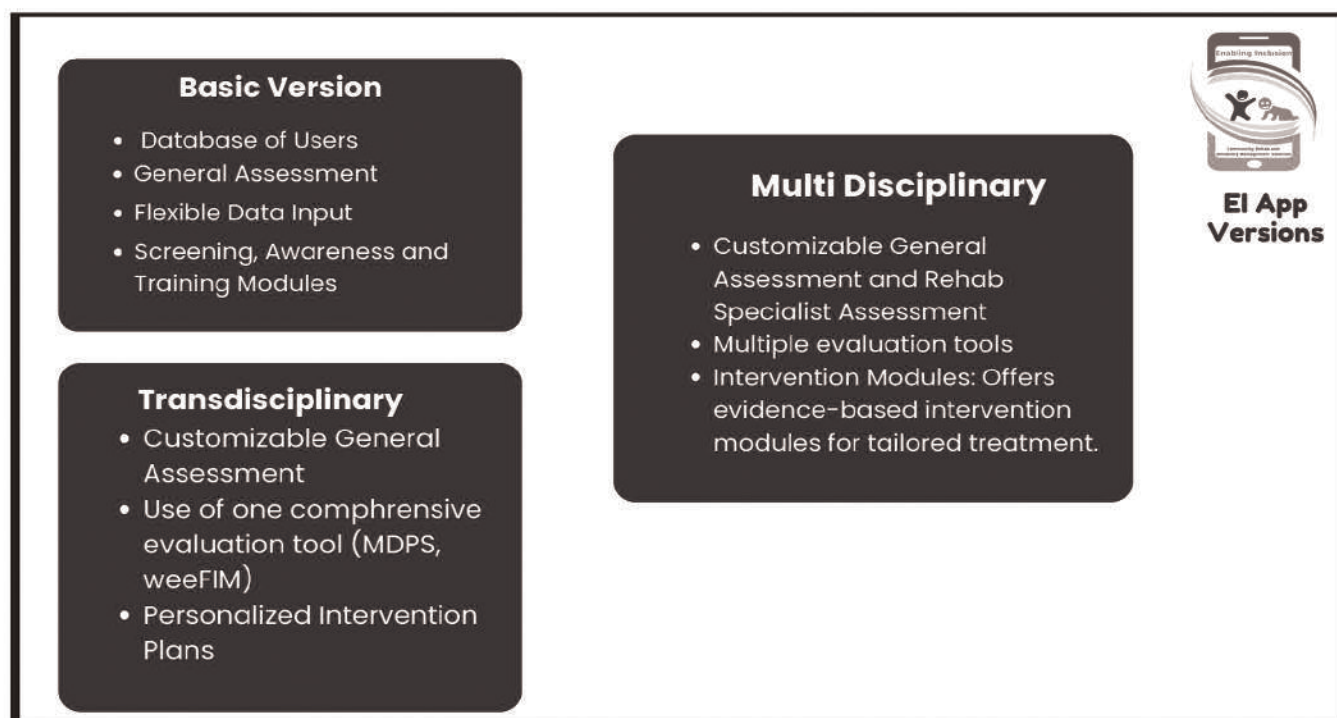 Basic Version
• Database of Users
• General Assessment
• Flexible Data Input
• Screening, Awareness and
Training Modules
Transdisciplinary
• Customizable General
Assessment
• Use of one comphrensive
evaluation tool (MDPS,
weeFIM)
• Personalized Intervention
Plans
Multi Disciplinary
• Customizable General
Assessment and Rehab
Specialist Assessment
• Multiple evaluation tools
• Intervention Modules: Offers
evidence-based intervention
modules for tailored treatment.
Enabling Inclusion
Community Rehab and
EI App
Versions